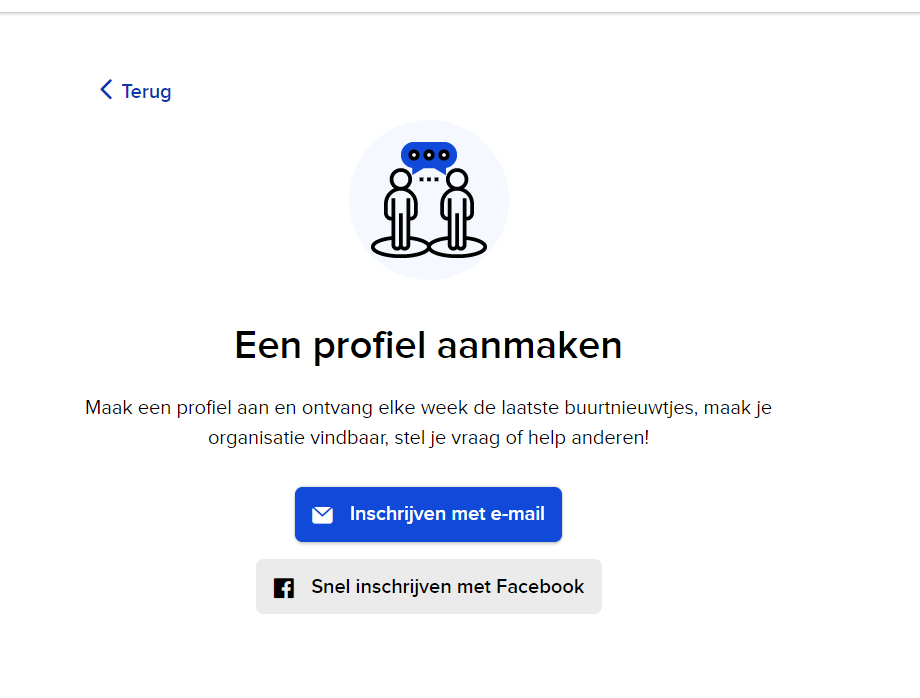 Terug
Een profiel aanmaken
Maak een profiel aan en ontvang elke week de laatste buurtnieuwtjes, maak je
organisatie vindbaar, stel je vraag of help anderen!
Inschrijven met e-mail
Snel inschrijven met Facebook